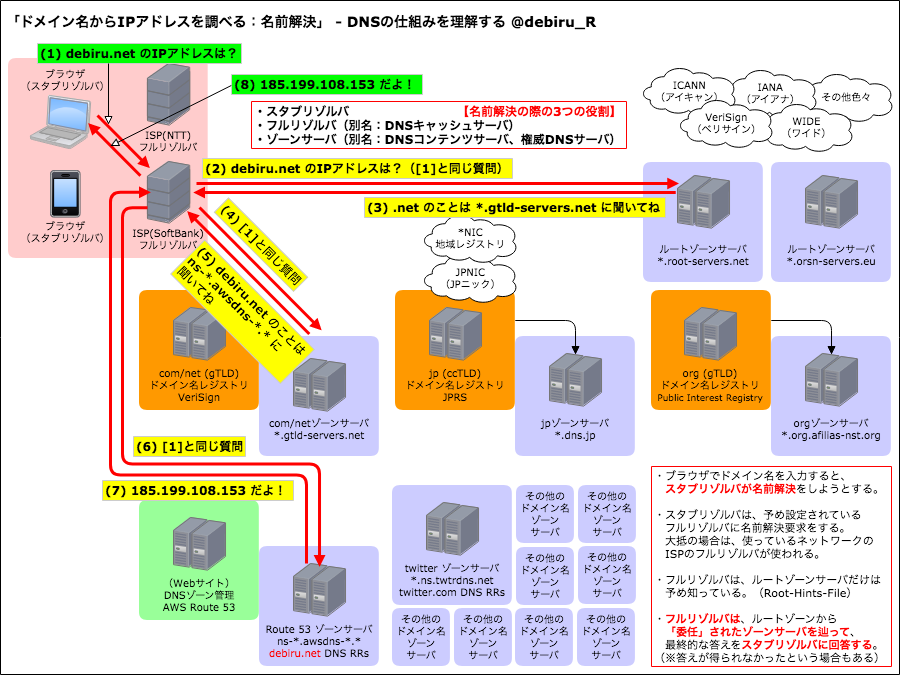 「ドメイン名からIPアドレスを調べる：名前解決」 - DNSの仕組みを理解する @debiru_R
(1) debiru.net のIPアドレスは？
ブラウザ
（スタブリゾルバ）
ISP(NTT)
フルリゾルバ
(8) 185.199.108.153 だよ！
・スタブリゾルバ
【名前解決の際の3つの役割】
・フルリゾルバ（別名：DNSキャッシュサーバ）
・ゾーンサーバ（別名：DNSコンテンツサーバ、権威DNSサーバ）
ICANN
（アイキャン）
IANA
（アイアナ）
その他色々
VeriSign
（ベリサイン）
WIDE
（ワイド）
ブラウザ
（スタブリゾルバ）
ISP(SoftBank)
フルリゾルバ
(2) debiru.net のIPアドレスは？（[1]と同じ質問）
(3) .net のことは *.gtld-servers.net に聞いてね
ルートゾーンサーバ
*.root-servers.net
ルートゾーンサーバ
*.orsn-servers.eu
(4) [1]と同じ質問
(5) debiru.net のことは
ns-*.awsdns-*.* に
聞いてね
*NIC
地域レジストリ
JPNIC
（JPニック）
com/net (gTLD)
ドメイン名レジストリ
VeriSign
com/netゾーンサーバ
*.gtld-servers.net
jp (ccTLD)
ドメイン名レジストリ
JPRS
jpゾーンサーバ
*.dns.jp
org (gTLD)
ドメイン名レジストリ
Public Interest Registry
orgゾーンサーバ
*.org.afilias-nst.org
(6) [1]と同じ質問
(7) 185.199.108.153 だよ！
（Webサイト）
DNSゾーン管理
AWS Route 53
Route 53 ゾーンサーバ
ns-*.awsdns-*.*
debiru.net DNS RRs
twitter ゾーンサーバ
*.ns.twtrdns.net
twitter.com DNS RRs
その他の
ドメイン名
ゾーン
サーバ
その他の
ドメイン名
ゾーン
サーバ
その他の
ドメイン名
ゾーン
サーバ
その他の
ドメイン名
ゾーン
サーバ
その他の
ドメイン名
ゾーン
サーバ
その他の
ドメイン名
ゾーン
サーバ
その他の
ドメイン名
ゾーン
サーバ
その他の
ドメイン名
ゾーン
サーバ
・ブラウザでドメイン名を入力すると、
スタブリゾルバが名前解決をしようとする。
・スタブリゾルバは、予め設定されている
フルリゾルバに名前解決要求をする。
大抵の場合は、使っているネットワークの
ISPのフルリゾルバが使われる。
・フルリゾルバは、ルートゾーンサーバだけは
予め知っている。（Root-Hints-File）
・フルリゾルバは、ルートゾーンから
「委任」されたゾーンサーバを辿って、
最終的な答えをスタブリゾルバに回答する。
（※答えが得られなかったという場合もある）